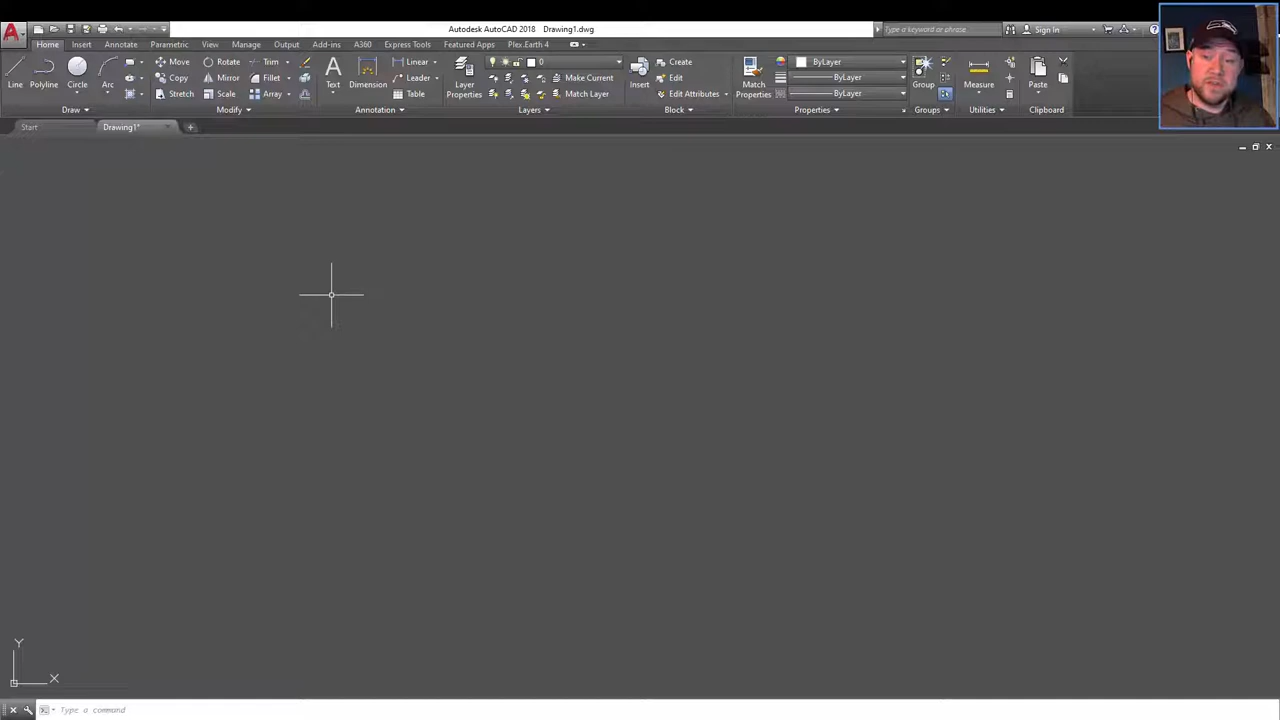 Autodesk AutoCAD 2018 Drawing1.dwg
Type a keyword or phrase
Sign In
Home Insert Annotate Parametric View Manage Output Add-ins A360 Express Tools Featured Apps Plex.Earth 4
Line
Polyline
Circle
Arc
Move
Copy
Stretch
Rotate
Mirror
Scale
Trim
Fillet
Array
A
Text
Dimension
Linear
Leader
Table
Layer
Properties
0
Make Current
Match Layer
Insert
Create
Edit
Edit Attributes
Match
Properties
ByLayer
ByLayer
ByLayer
Group
Measure
Paste
Draw
Modify
Annotation
Layers
Block
Properties
Groups
Utilities
Clipboard
Start
Drawing1*
Y
X
Type a command